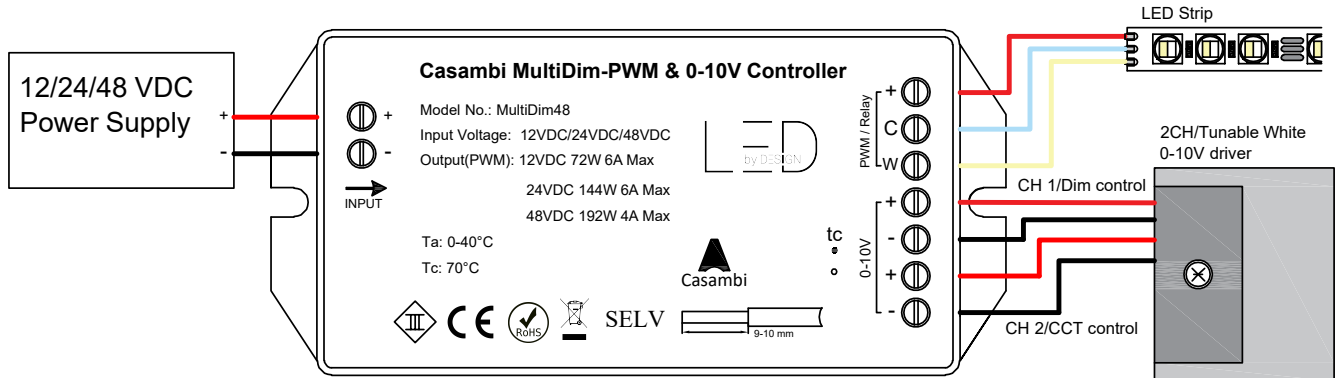 12/24/48 VDC
Power Supply
+
-
+
-
INPUT
Casambi MultiDim-PWM & 0-10V Controller
Model No.: MultiDim48
Input Voltage: 12VDC/24VDC/48VDC
Output(PWM): 12VDC 72W 6A Max
24VDC 144W 6A Max
48VDC 192W 4A Max
Ta: 0-40°C
Tc: 70°C
LED
by DESIGN
Casambi
tc
III
CE
RoHS
SELV
9-10 mm
PWM / Relay
+
C
W
0-10V
+
-
+
-
LED Strip
2CH/Tunable White
0-10V driver
CH 1/Dim control
CH 2/CCT control